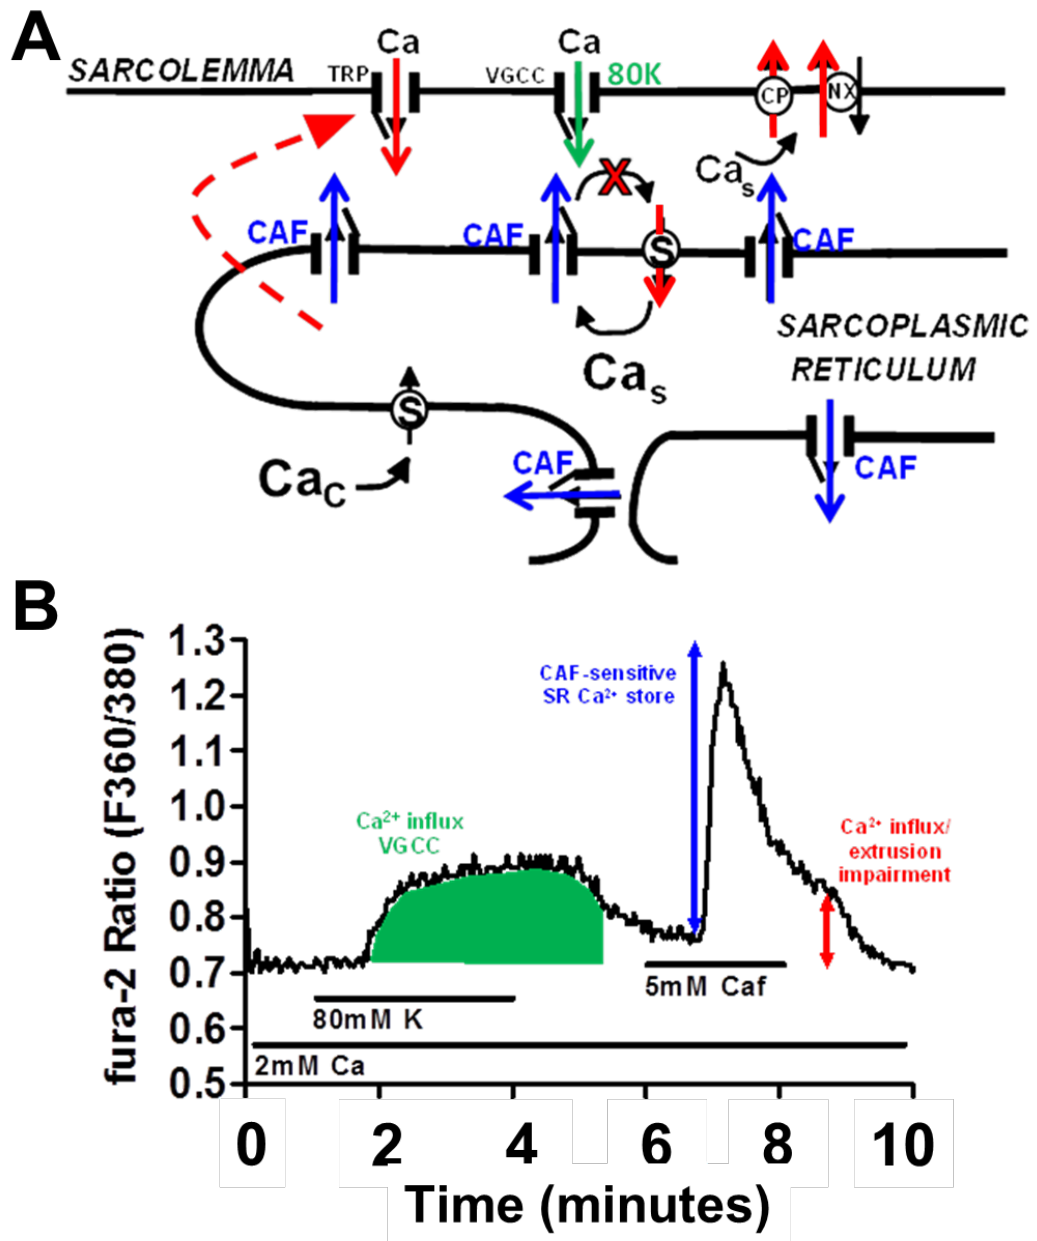 A
Ca
Ca
SARCOLEMMA
TRP
VGCC
80K
CP
NX
X
Cas
CAF
CAF
S
CAF
SARCOPLASMIC
RETICULUM
Cas
S
CAF
CAF
CaC
B
1.3
1.2
1.1
1.0
0.9
0.8
0.7
0.6
0.5
fura-2 Ratio (F360/380)
CAF-sensitive
SR Ca²⁺ store
Ca²⁺ influx
VGCC
Ca²⁺ influx/
extrusion
impairment
5mM Caf
80mM K
2mM Ca
0 2 4 6 8 10
Time (minutes)